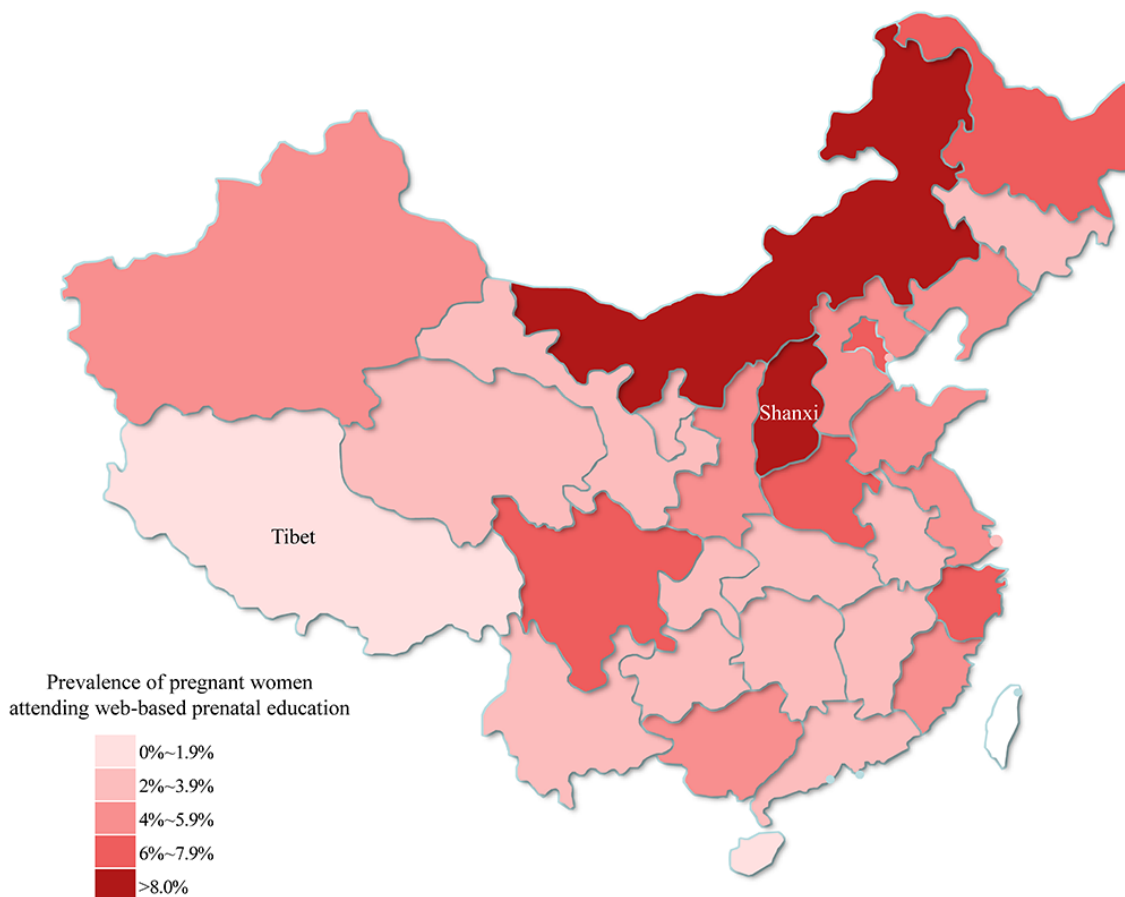 Shanxi
Tibet
Prevalence of pregnant women
attending web-based prenatal education
0%~1.9%
2%~3.9%
4%~5.9%
6%~7.9%
>8.0%